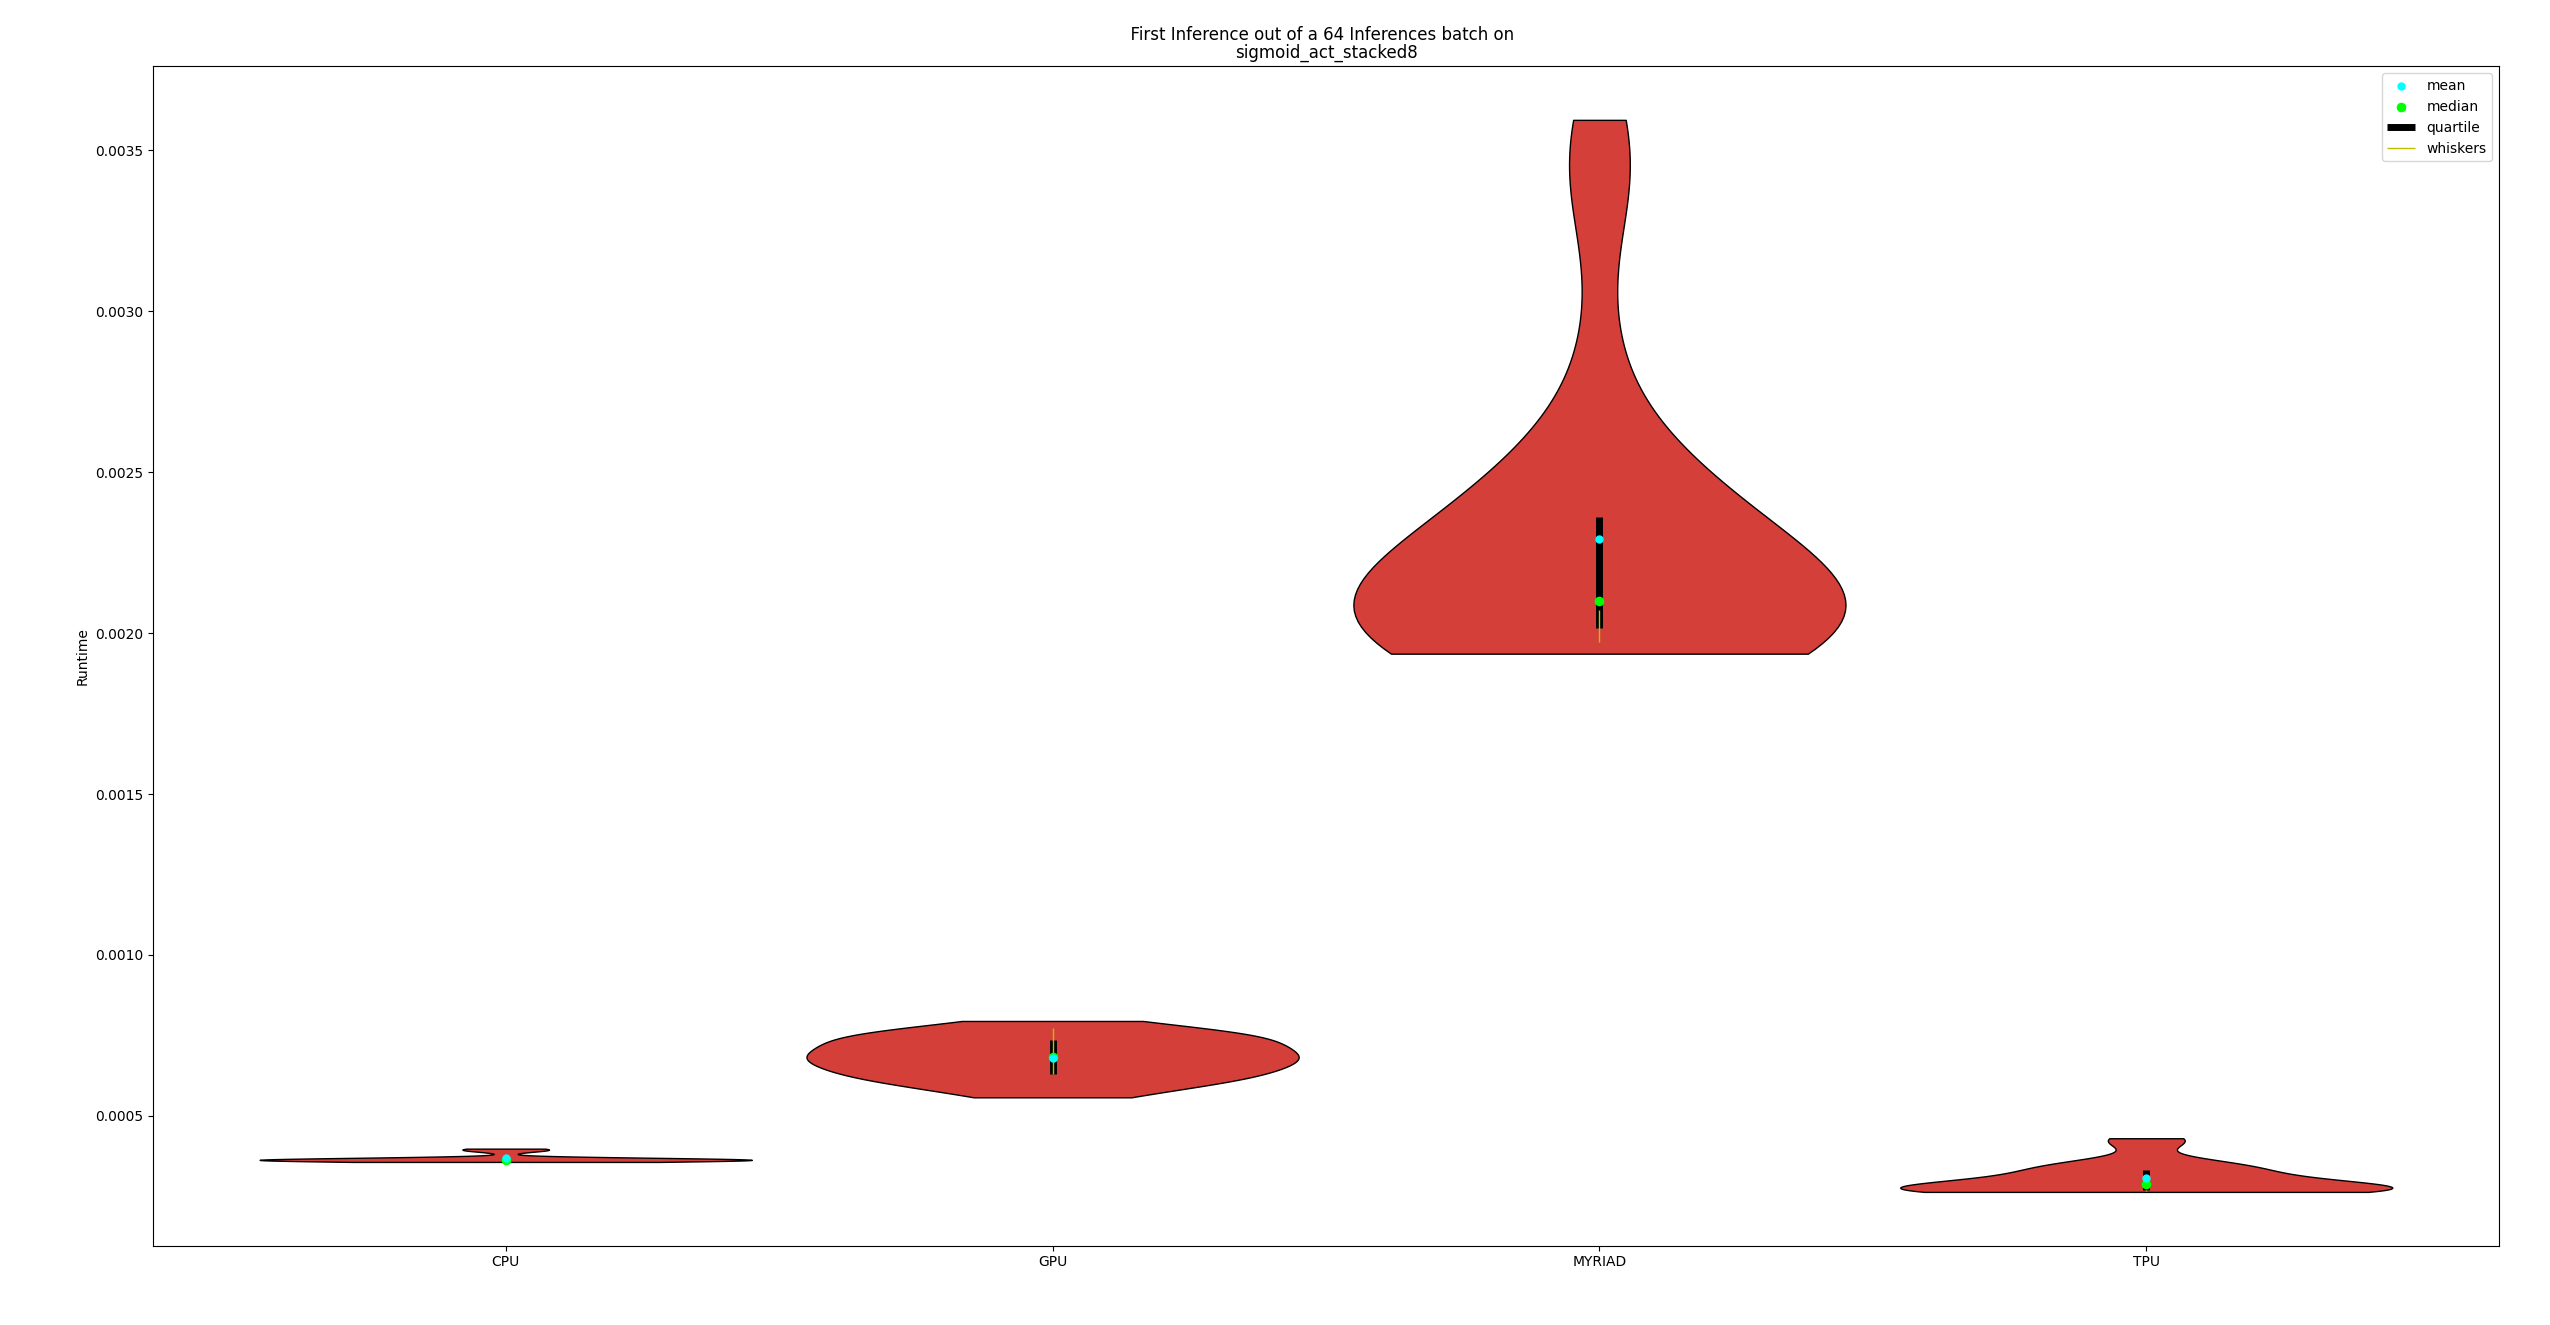 First Inference out of a 64 Inferences batch on
sigmoid_act_stacked8
mean
median
quartile
whiskers
0.0035
0.0030
0.0025
0.0020
0.0015
0.0010
0.0005
Runtime
CPU
GPU
MYRIAD
TPU